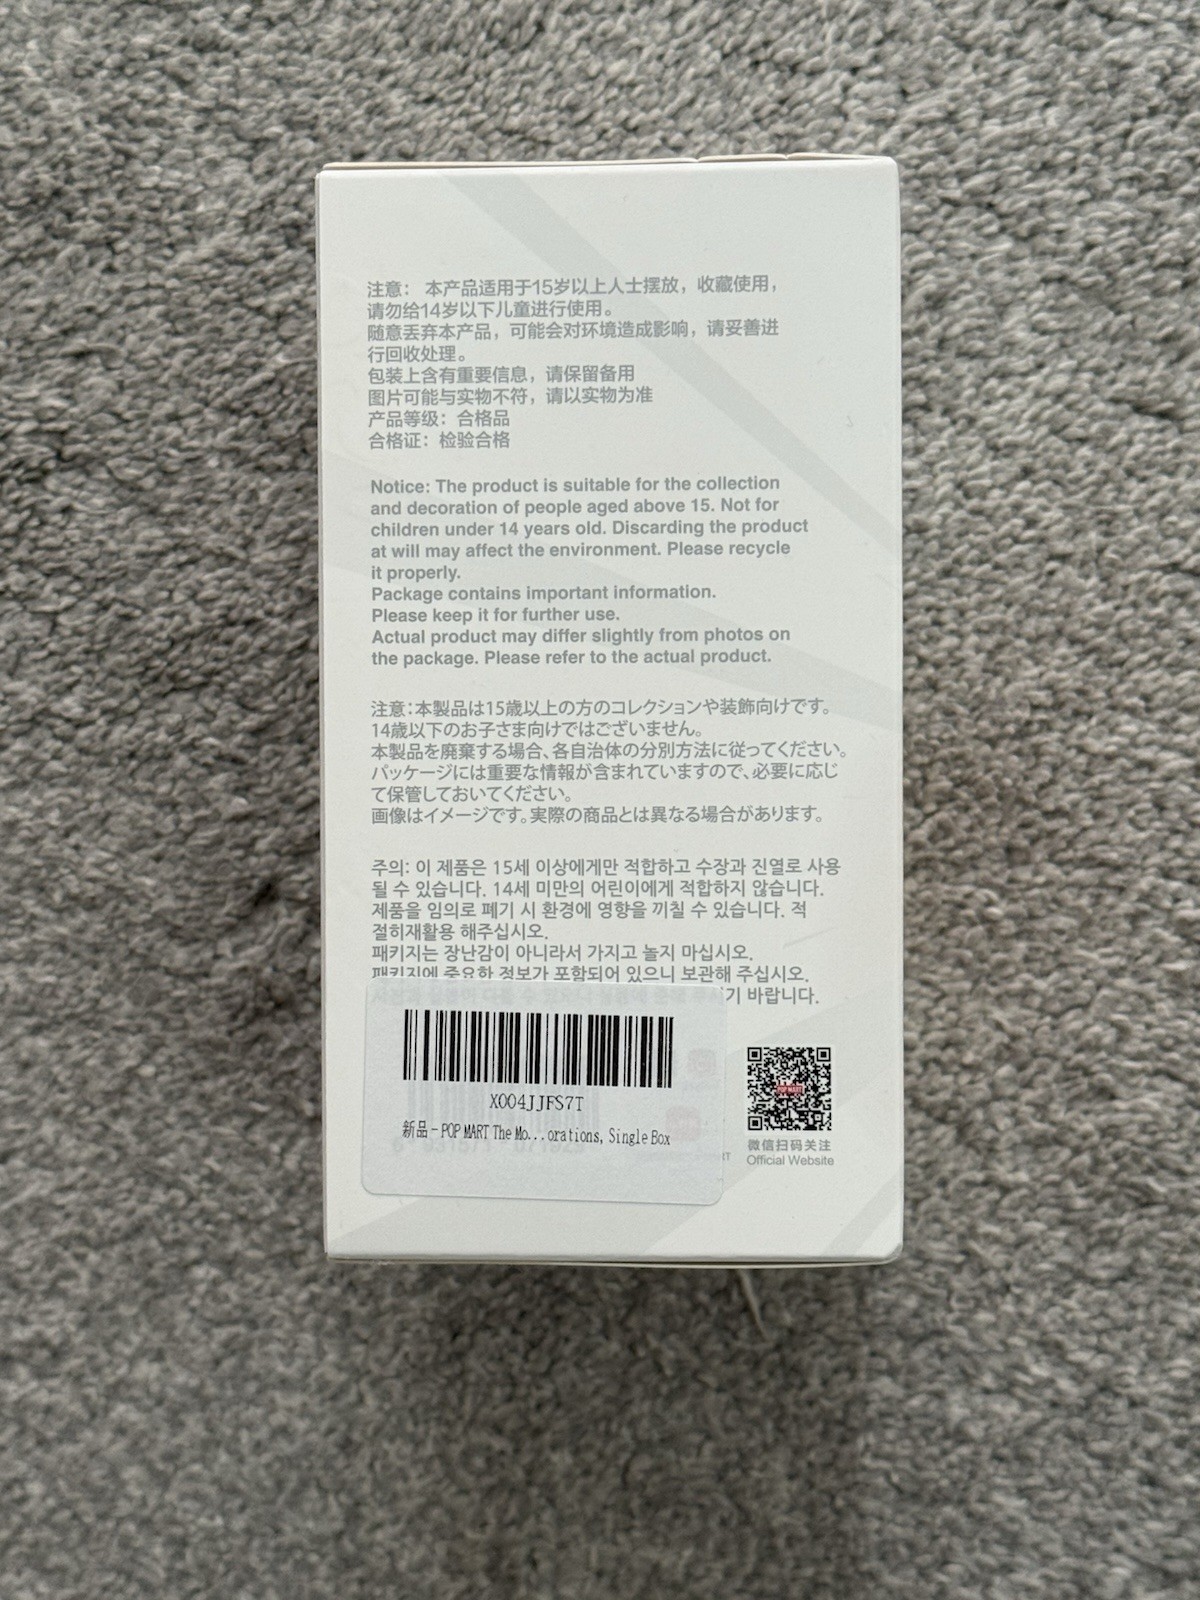 注意： 本产品适用于15岁以上人士摆放，收藏使用，
请勿给14岁以下儿童进行使用。
随意丢弃本产品，可能会对环境造成影响，请妥善进
行回收处理。
包装上含有重要信息，请保留备用
图片可能与实物不符，请以实物为准
产品等级：合格品
合格证：检验合格
Notice: The product is suitable for the collection
and decoration of people aged above 15. Not for
children under 14 years old. Discarding the product
at will may affect the environment. Please recycle
it properly.
Package contains important information.
Please keep it for further use.
Actual product may differ slightly from photos on
the package. Please refer to the actual product.
注意：本製品は15歳以上の方のコレクションや装飾向けです。
14歳以下のお子さま向けではございません。
本製品を廃棄する場合、各自治体の分別方法に従ってください。
パッケージには重要な情報が含まれていますので、必要に応じ
て保管しておいてください。
画像はイメージです。実際の商品とは異なる場合があります。
주의: 이 제품은 15세 이상에게만 적합하고 수장과 진열로 사용
될 수 있습니다. 14세 미만의 어린이에게 적합하지 않습니다.
제품을 임의로 폐기 시 환경에 영향을 끼칠 수 있습니다. 적
절히재활용 해주십시오.
패키지는 장난감이 아니라서 가지고 놀지 마십시오.
패키지에 중요한 정보가 포함되어 있으니 보관해 주십시오.
기 바랍니다.
X004JJFS7T
新品 - POP MART The Mo...orations, Single Box
POP MART
微信扫码关注
Official Website